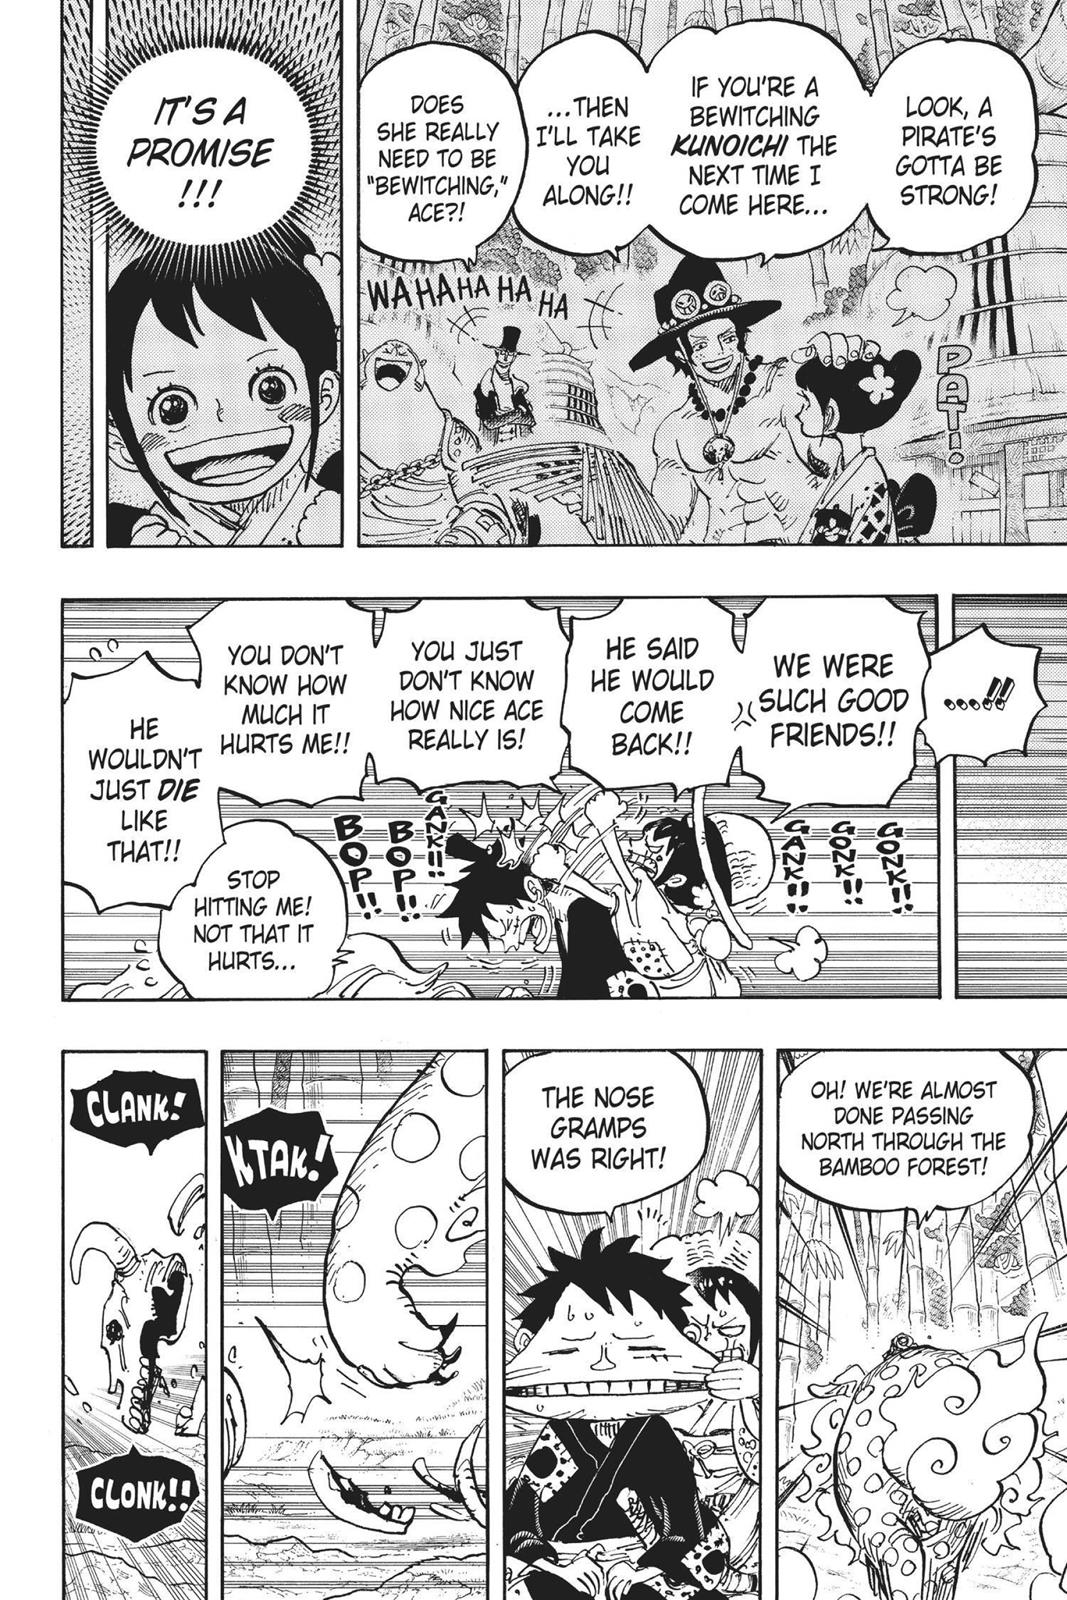 LOOK, A
PIRATE'S
GOTTA BE
STRONG!
IF YOU'RE A
BEWITCHING
KUNOICHI THE
NEXT TIME I
COME HERE...
...THEN
I'LL TAKE
YOU
ALONG!!
DOES
SHE REALLY
NEED TO BE
"BEWITCHING,"
ACE?!
WAHAHA HA HA
PAT!
IT'S A
PROMISE
!!!
.....!!
WE WERE
SUCH GOOD
FRIENDS!!
HE SAID
HE WOULD
COME
BACK!!
YOU JUST
DON'T KNOW
HOW NICE ACE
REALLY IS!
YOU DON'T
KNOW HOW
MUCH IT
HURTS ME!!
HE
WOULDN'T
JUST DIE
LIKE
THAT!!
GONK!!
GONK!!
GANK!!
GANK!!
BOP!!
BOP!!
STOP
HITTING ME!
NOT THAT IT
HURTS...
OH! WE'RE ALMOST
DONE PASSING
NORTH THROUGH THE
BAMBOO FOREST!
THE NOSE
GRAMPS
WAS RIGHT!
KTAK!
CLANK!
CLONK!!